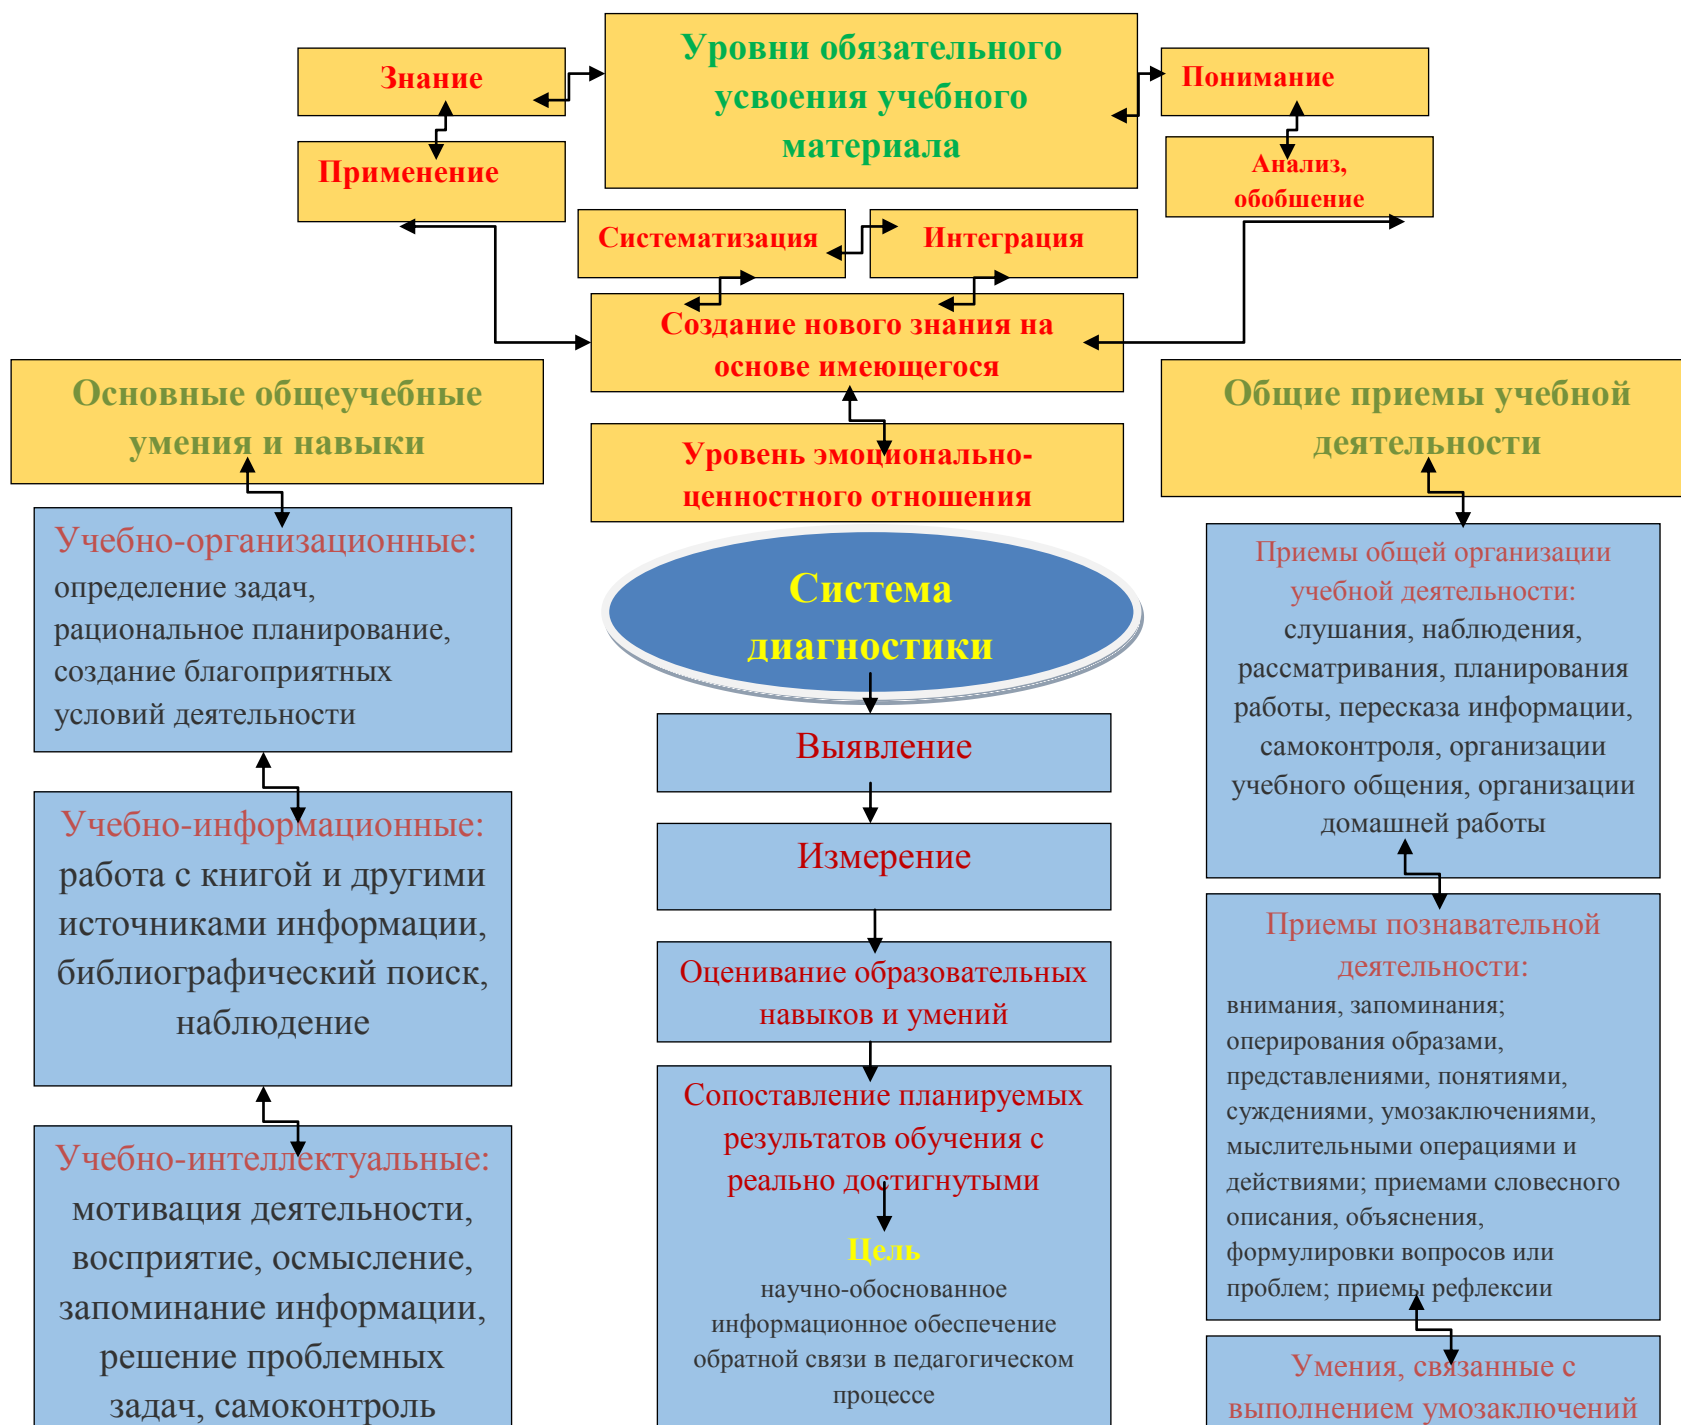 Уровни обязательного
усвоения учебного
материала
Знание
Понимание
Применение
Анализ,
обобшение
Систематизация
Интеграция
Создание нового знания на
основе имеющегося
Уровень эмоционально-
ценностного отношения
Основные общеучебные
умения и навыки
Учебно-организационные:
определение задач,
рациональное планирование,
создание благоприятных
условий деятельности
Учебно-информационные:
работа с книгой и другими
источниками информации,
библиографический поиск,
наблюдение
Учебно-интеллектуальные:
мотивация деятельности,
восприятие, осмысление,
запоминание информации,
решение проблемных
задач, самоконтроль
Система
диагностики
Выявление
Измерение
Оценивание образовательных
навыков и умений
Сопоставление планируемых
результатов обучения с
реально достигнутыми
Цель
научно-обоснованное
информационное обеспечение
обратной связи в педагогическом
процессе
Общие приемы учебной
деятельности
Приемы общей организации
учебной деятельности:
слушания, наблюдения,
рассматривания, планирования
работы, пересказа информации,
самоконтроля, организации
учебного общения, организации
домашней работы
Приемы познавательной
деятельности:
внимания, запоминания;
оперирования образами,
представлениями, понятиями,
суждениями, умозаключениями,
мыслительными операциями и
действиями; приемами словесного
описания, объяснения,
формулировки вопросов или
проблем; приемы рефлексии
Умения, связанные с
выполнением умозаключений